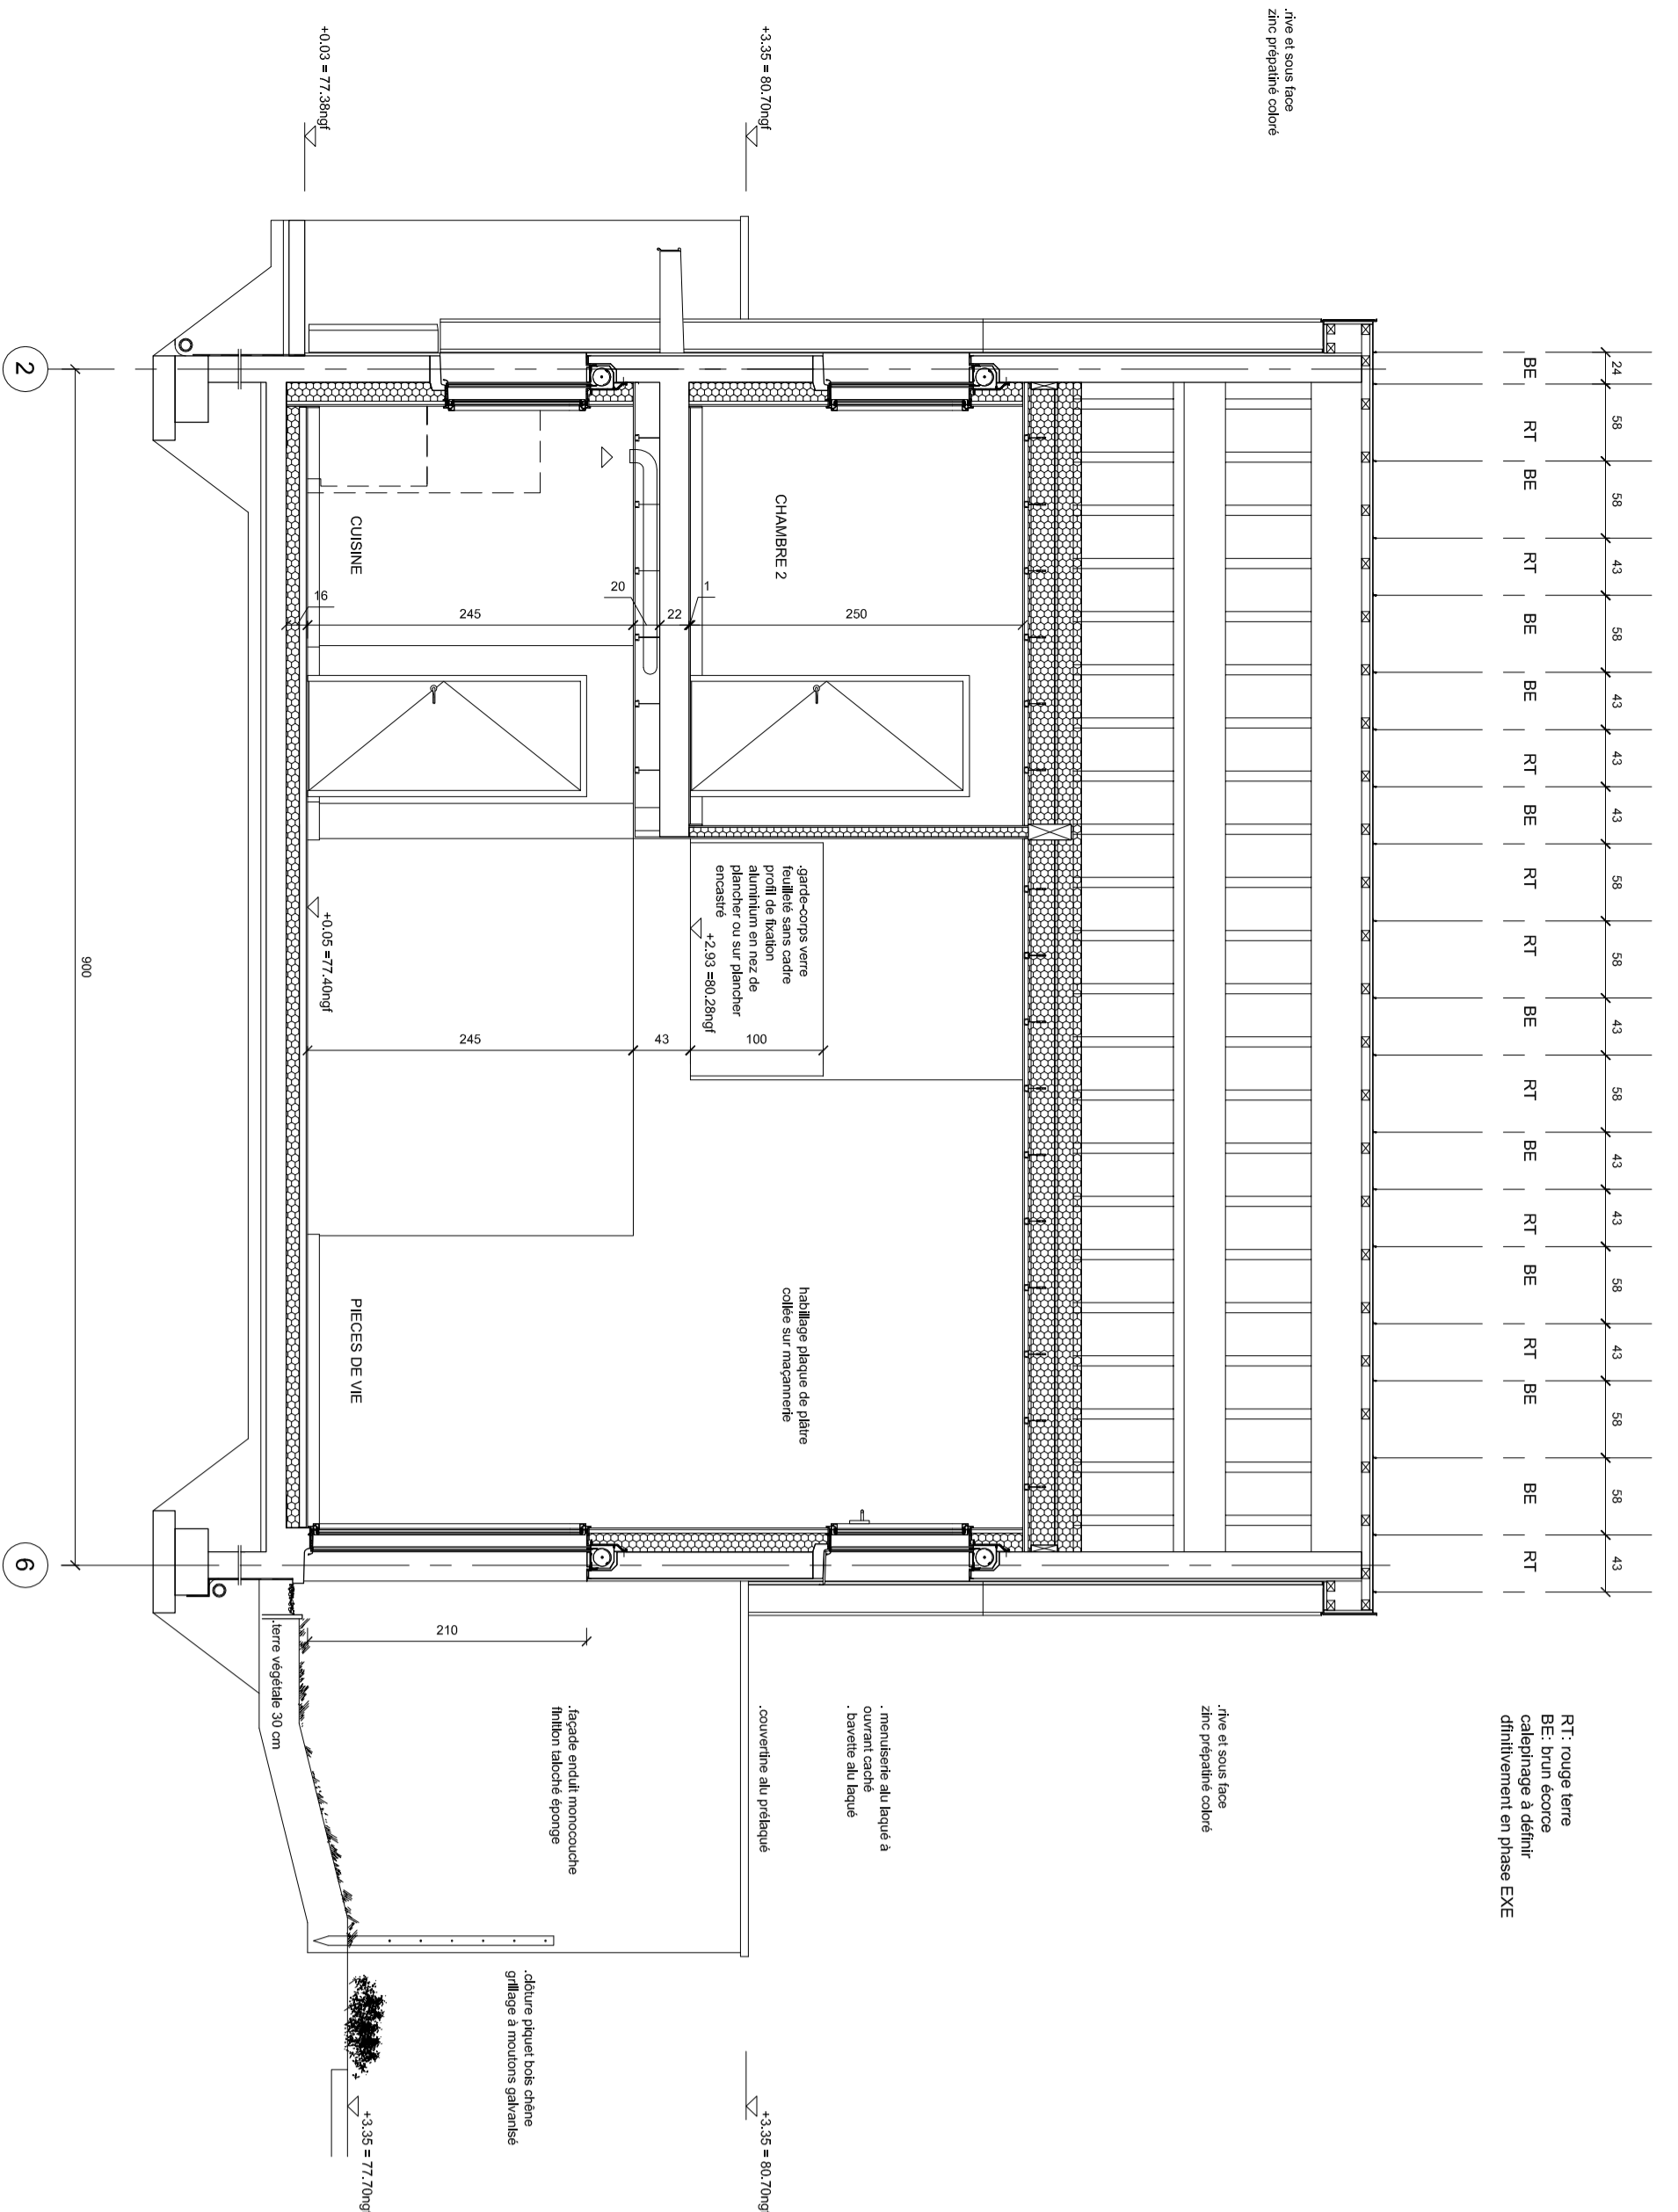 .rive et sous face
zinc prépatiné coloré
24
58
58
43
58
43
43
43
58
58
43
58
43
43
58
43
58
58
43
BE
RT
BE
RT
BE
BE
RT
BE
RT
RT
BE
RT
BE
RT
BE
RT
BE
BE
RT
RT: rouge terre
BE: brun écorce
calepinage à définir
dfinitivement en phase EXE
.rive et sous face
zinc prépatiné coloré
+3.35 = 80.70ngf
CHAMBRE 2
250
1
22
20
.garde-corps verre
feuilleté sans cadre
profil de fixation
aluminium en nez de
plancher ou sur plancher
encastré
+2.93 =80.28ngf
100
43
habillage plaque de plâtre
collée sur maçannerie
. menuiserie alu laqué à
ouvrant caché
. bavette alu laqué
.couvertine alu prélaqué
+3.35 = 80.70ngf
CUISINE
245
16
245
+0.05 =77.40ngf
PIECES DE VIE
210
.façade enduit monocouche
finition taloché éponge
.clôture piquet bois chêne
grillage à moutons galvanisé
+3.35 = 77.70ngf
+0.03 = 77.38ngf
.terre végétale 30 cm
900
2
6